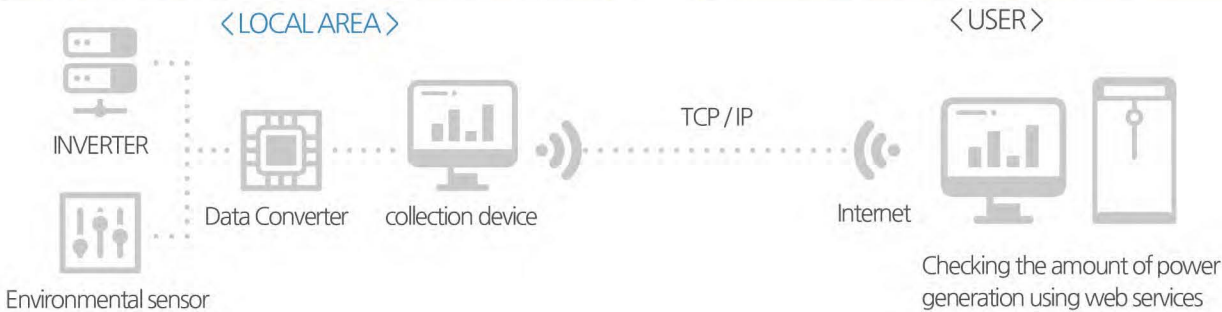 <LOCAL AREA>
<USER>
INVERTER
TCP / IP
Data Converter
collection device
Internet
Environmental sensor
Checking the amount of power
generation using web services